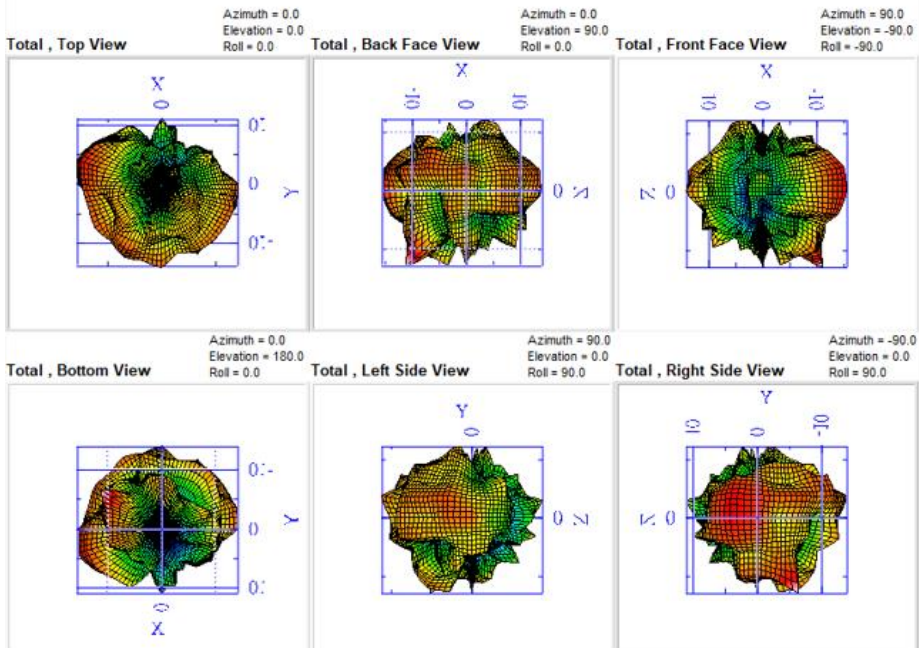 Azimuth = 0.0
Elevation = 0.0
Roll = 0.0
Total , Top View
Azimuth = 0.0
Elevation = 90.0
Roll = 0.0
Total , Back Face View
Azimuth = 90.0
Elevation = -90.0
Roll = -90.0
Total , Front Face View
X
0
0
Y
X
-10
0
10
0
Z
X
10
0
-10
Z
0
Azimuth = 0.0
Elevation = 180.0
Roll = 0.0
Total , Bottom View
Azimuth = 90.0
Elevation = 0.0
Roll = 90.0
Total , Left Side View
Azimuth = -90.0
Elevation = 0.0
Roll = 90.0
Total , Right Side View
0
Y
0
X
Y
0
0
Z
Y
10
0
-10
Z
0